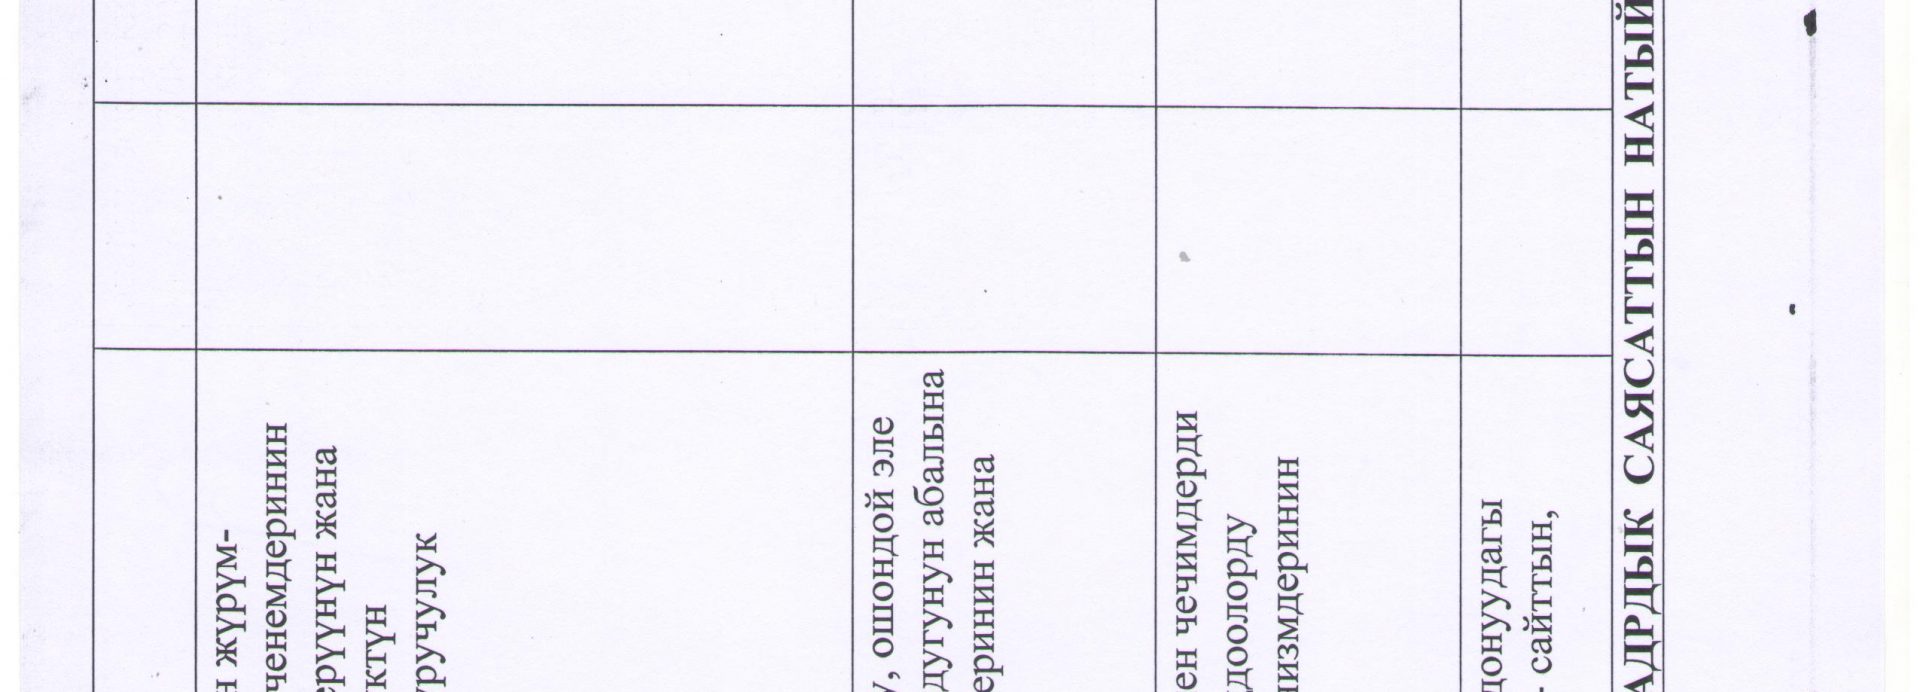 н жүрүм-
ченемдеринин
ерүүнүн жана
ктүн
уручулук
у, ошондой эле
дугунун абалына
еринин жана
ен чечимдерди
доолорду
низмдеринин
донуудагы
- сайттын,
АДРДЫК САЯСАТТЫН НАТЫЙ